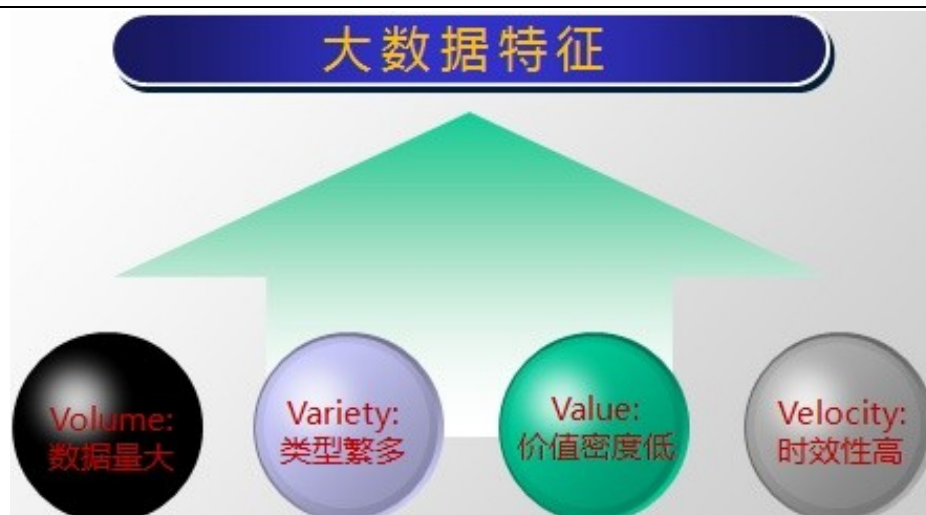 大数据特征
Volume:
数据量大
Variety:
类型繁多
Value:
价值密度低
Velocity:
时效性高